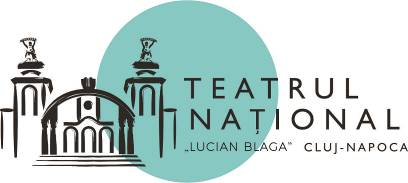 TEATRUL
NAȚIONAL
„LUCIAN BLAGA” CLUJ-NAPOCA